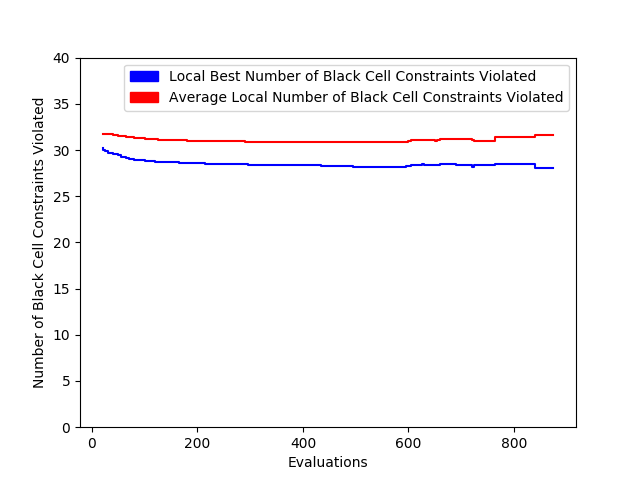 Local Best Number of Black Cell Constraints Violated
Average Local Number of Black Cell Constraints Violated
Number of Black Cell Constraints Violated
40
35
30
25
20
15
10
5
0
0 200 400 600 800
Evaluations